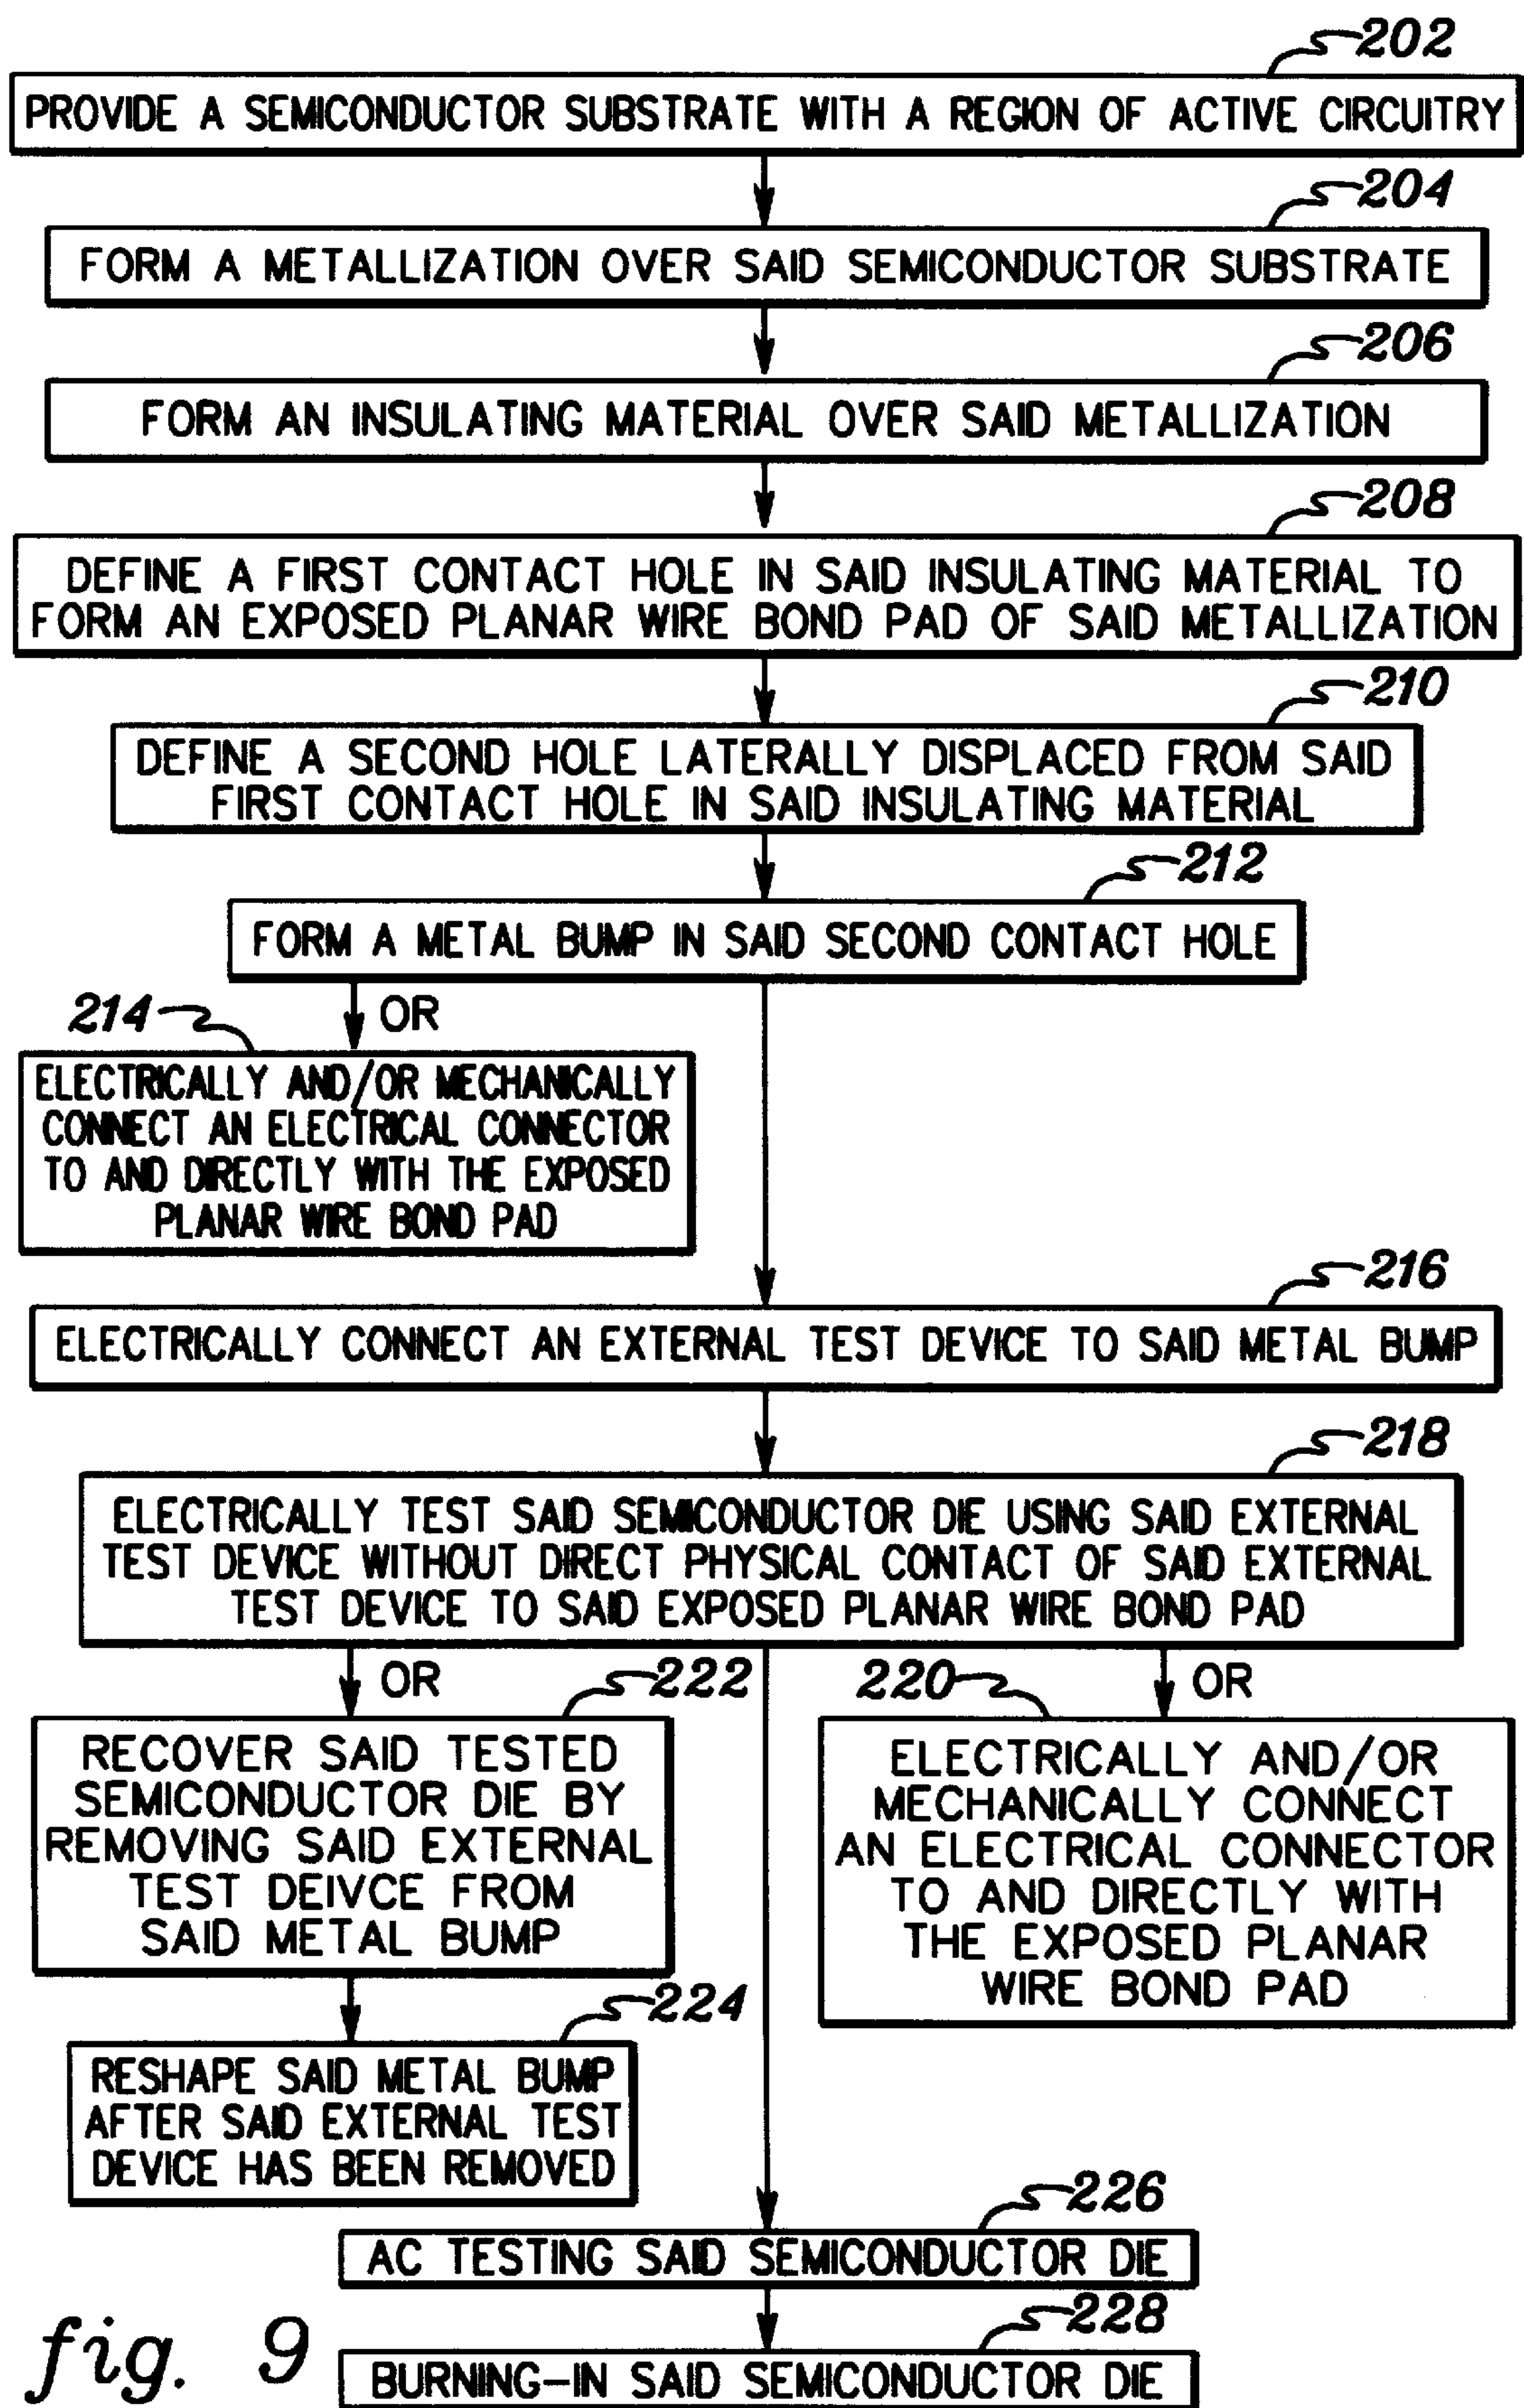 202
PROVIDE A SEMICONDUCTOR SUBSTRATE WITH A REGION OF ACTIVE CIRCUITRY
204
FORM A METALLIZATION OVER SAID SEMICONDUCTOR SUBSTRATE
206
FORM AN INSULATING MATERIAL OVER SAID METALLIZATION
208
DEFINE A FIRST CONTACT HOLE IN SAID INSULATING MATERIAL TO
FORM AN EXPOSED PLANAR WIRE BOND PAD OF SAID METALLIZATION
210
DEFINE A SECOND HOLE LATERALLY DISPLACED FROM SAID
FIRST CONTACT HOLE IN SAID INSULATING MATERIAL
212
FORM A METAL BUMP IN SAID SECOND CONTACT HOLE
214
OR
ELECTRICALLY AND/OR MECHANICALLY
CONNECT AN ELECTRICAL CONNECTOR
TO AND DIRECTLY WITH THE EXPOSED
PLANAR WIRE BOND PAD
216
ELECTRICALLY CONNECT AN EXTERNAL TEST DEVICE TO SAID METAL BUMP
218
ELECTRICALLY TEST SAID SEMICONDUCTOR DIE USING SAID EXTERNAL
TEST DEVICE WITHOUT DIRECT PHYSICAL CONTACT OF SAID EXTERNAL
TEST DEVICE TO SAID EXPOSED PLANAR WIRE BOND PAD
OR
222
RECOVER SAID TESTED
SEMICONDUCTOR DIE BY
REMOVING SAID EXTERNAL
TEST DEIVCE FROM
SAID METAL BUMP
220
OR
ELECTRICALLY AND/OR
MECHANICALLY CONNECT
AN ELECTRICAL CONNECTOR
TO AND DIRECTLY WITH
THE EXPOSED PLANAR
WIRE BOND PAD
224
RESHAPE SAID METAL BUMP
AFTER SAID EXTERNAL TEST
DEVICE HAS BEEN REMOVED
226
AC TESTING SAID SEMICONDUCTOR DIE
228
BURNING-IN SAID SEMICONDUCTOR DIE
fig. 9